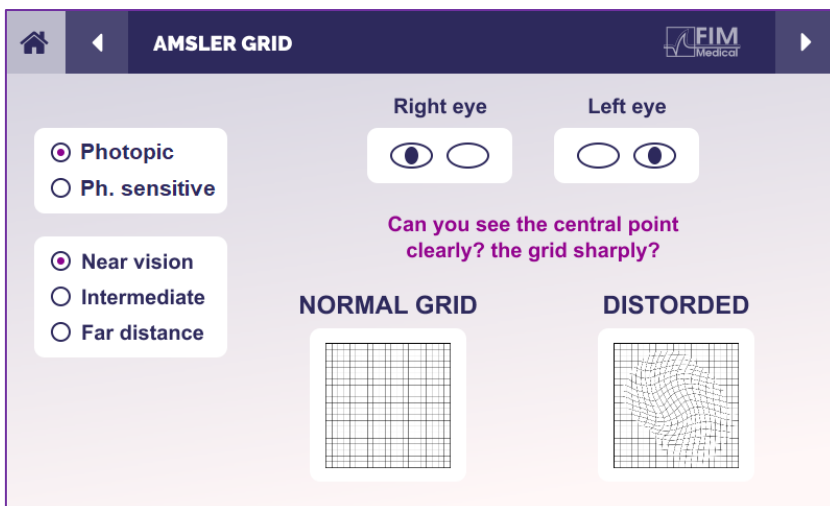 AMSLER GRID
FIM
Medical
Right eye
Left eye
Photopic
Ph. sensitive
Can you see the central point
clearly? the grid sharply?
Near vision
Intermediate
Far distance
NORMAL GRID
DISTORDED